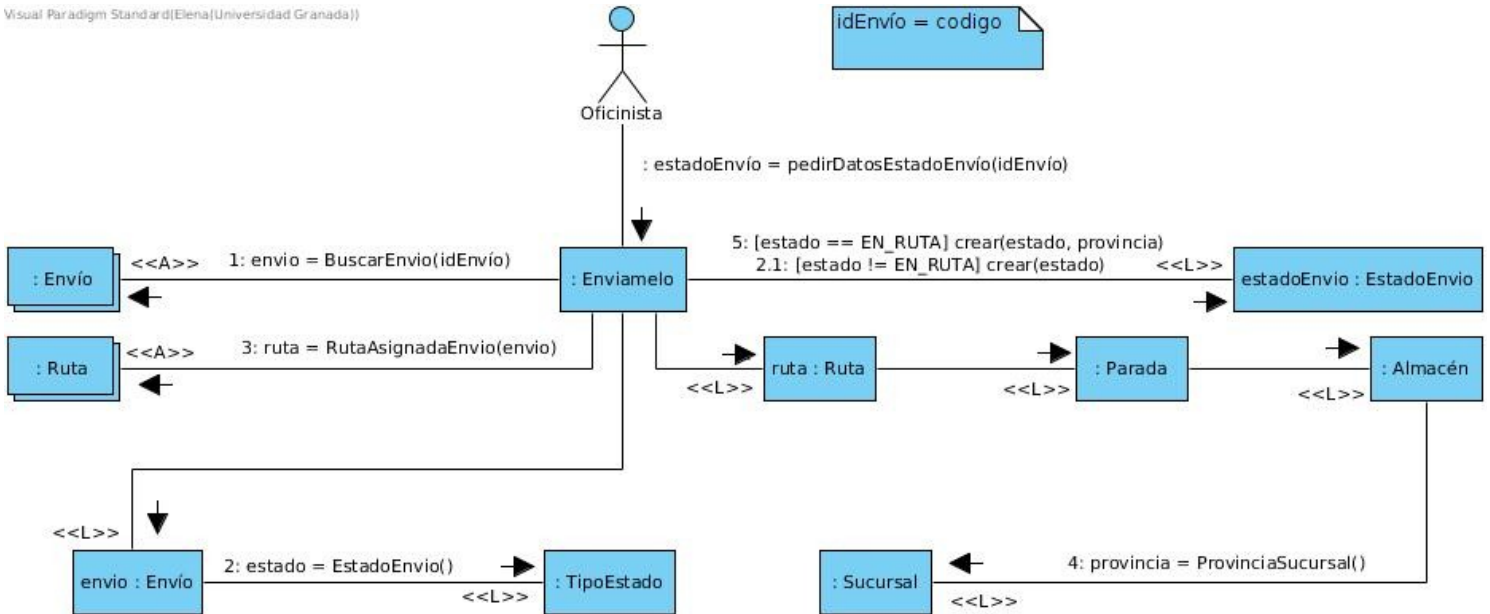 Visual Paradigm Standard(Elena(Universidad Granada))
idEnvío = codigo
Oficinista
: estadoEnvío = pedirDatosEstadoEnvío(idEnvío)
: Envío
<<A>>
1: envio = BuscarEnvio(idEnvío)
: Enviamelo
5: [estado == EN_RUTA] crear(estado, provincia)
2.1: [estado != EN_RUTA] crear(estado)
<<L>>
estadoEnvio : EstadoEnvio
: Ruta
<<A>>
3: ruta = RutaAsignadaEnvio(envio)
<<L>>
ruta : Ruta
<<L>>
: Parada
<<L>>
: Almacén
<<L>>
envio : Envío
2: estado = EstadoEnvio()
<<L>>
: TipoEstado
: Sucursal
4: provincia = ProvinciaSucursal()
<<L>>